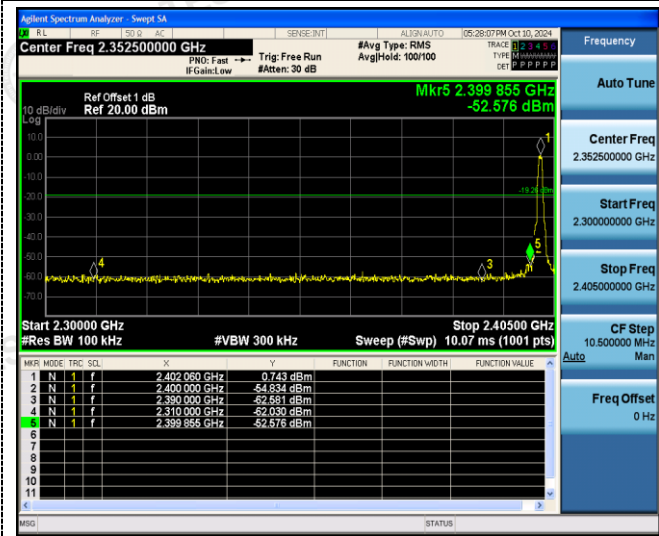 Agilent Spectrum Analyzer - Swept SA
RL RF 50 Ω AC SENSE:INT ALIGNAUTO 05:28:07PM Oct 10, 2024
Center Freq 2.352500000 GHz
PNO: Fast
IFGain:Low
Trig: Free Run
#Atten: 30 dB
#Avg Type: RMS
Avg|Hold: 100/100
TRACE 1 2 3 4 5 6
TYPE M WWWWW
DET P P P P P P
Ref Offset 1 dB
10 dB/div Ref 20.00 dBm
Log
Mkr5 2.399 855 GHz
-52.576 dBm
10.0
0.00
-10.0
-20.0
-30.0
-40.0
-50.0
-60.0
-70.0
1
4
3
5
Start 2.30000 GHz
Stop 2.40500 GHz
#Res BW 100 kHz
#VBW 300 kHz
Sweep (#Swp) 10.07 ms (1001 pts)
MKR MODE TRC SCL X Y FUNCTION FUNCTION WIDTH FUNCTION VALUE
1 N 1 f 2.402 060 GHz 0.743 dBm
2 N 1 f 2.400 000 GHz -54.834 dBm
3 N 1 f 2.390 000 GHz -62.581 dBm
4 N 1 f 2.310 000 GHz -62.030 dBm
5 N 1 f 2.399 855 GHz -52.576 dBm
6
7
8
9
10
11
MSG STATUS
Frequency
Auto Tune
Center Freq
2.352500000 GHz
Start Freq
2.300000000 GHz
Stop Freq
2.405000000 GHz
CF Step
10.500000 MHz
Auto Man
Freq Offset
0 Hz